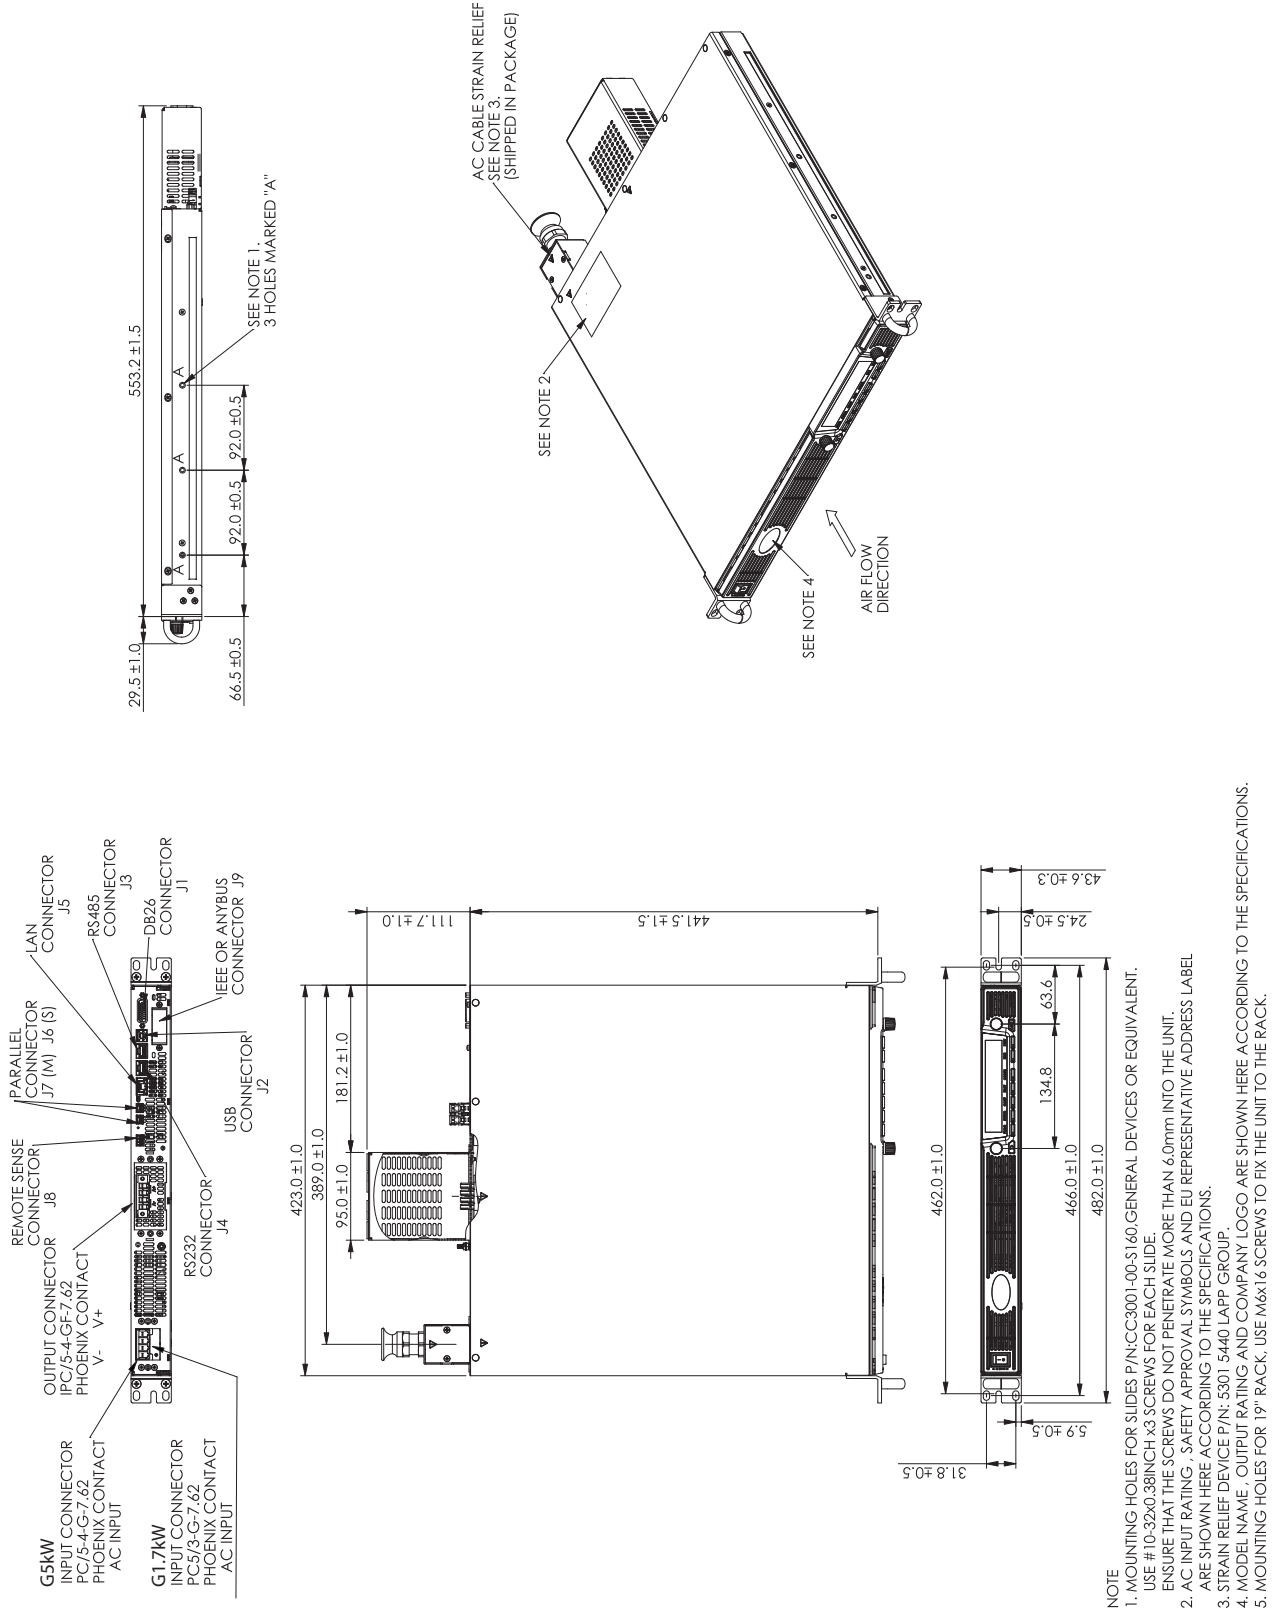 REMOTE SENSE
CONNECTOR
J8
PARALLEL
CONNECTOR
J7 (M) J6 (S)
LAN
CONNECTOR
J5
RS485
CONNECTOR
J3
DB26
CONNECTOR
J1
IEEE OR ANYBUS
CONNECTOR J9
USB
CONNECTOR
J2
RS232
CONNECTOR
J4
OUTPUT CONNECTOR
IPC/5-4-GF-7.62
PHOENIX CONTACT
V- V+
G5kW
INPUT CONNECTOR
PC/5-4-G-7.62
PHOENIX CONTACT
AC INPUT
G1.7kW
INPUT CONNECTOR
PC5/3-G-7.62
PHOENIX CONTACT
AC INPUT
29.5 ±1.0
553.2 ±1.5
A
A
A
66.5 ±0.5
92.0 ±0.5
92.0 ±0.5
SEE NOTE 1.
3 HOLES MARKED "A"
423.0 ±1.0
389.0 ±1.0
95.0 ±1.0
181.2 ±1.0
111.7 ±1.0
441.5 ±1.5
AC CABLE STRAIN RELIEF
SEE NOTE 3.
(SHIPPED IN PACKAGE)
SEE NOTE 2
SEE NOTE 4
AIR FLOW
DIRECTION
31.8 ±0.5
5.9 ±0.5
462.0 ±1.0
134.8
63.6
466.0 ±1.0
482.0 ±1.0
24.5 ±0.5
43.6 ±0.3
NOTE
1. MOUNTING HOLES FOR SLIDES P/N:CC3001-00-S160,GENERAL DEVICES OR EQUIVALENT.
USE #10-32x0.38INCH x3 SCREWS FOR EACH SLIDE.
ENSURE THAT THE SCREWS DO NOT PENETRATE MORE THAN 6.0mm INTO THE UNIT.
2. AC INPUT RATING , SAFETY APPROVAL SYMBOLS AND EU REPRESENTATIVE ADDRESS LABEL
ARE SHOWN HERE ACCORDING TO THE SPECIFICATIONS.
3. STRAIN RELIEF DEVICE P/N: 5301 5440 LAPP GROUP.
4. MODEL NAME , OUTPUT RATING AND COMPANY LOGO ARE SHOWN HERE ACCORDING TO THE SPECIFICATIONS.
5. MOUNTING HOLES FOR 19" RACK. USE M6x16 SCREWS TO FIX THE UNIT TO THE RACK.